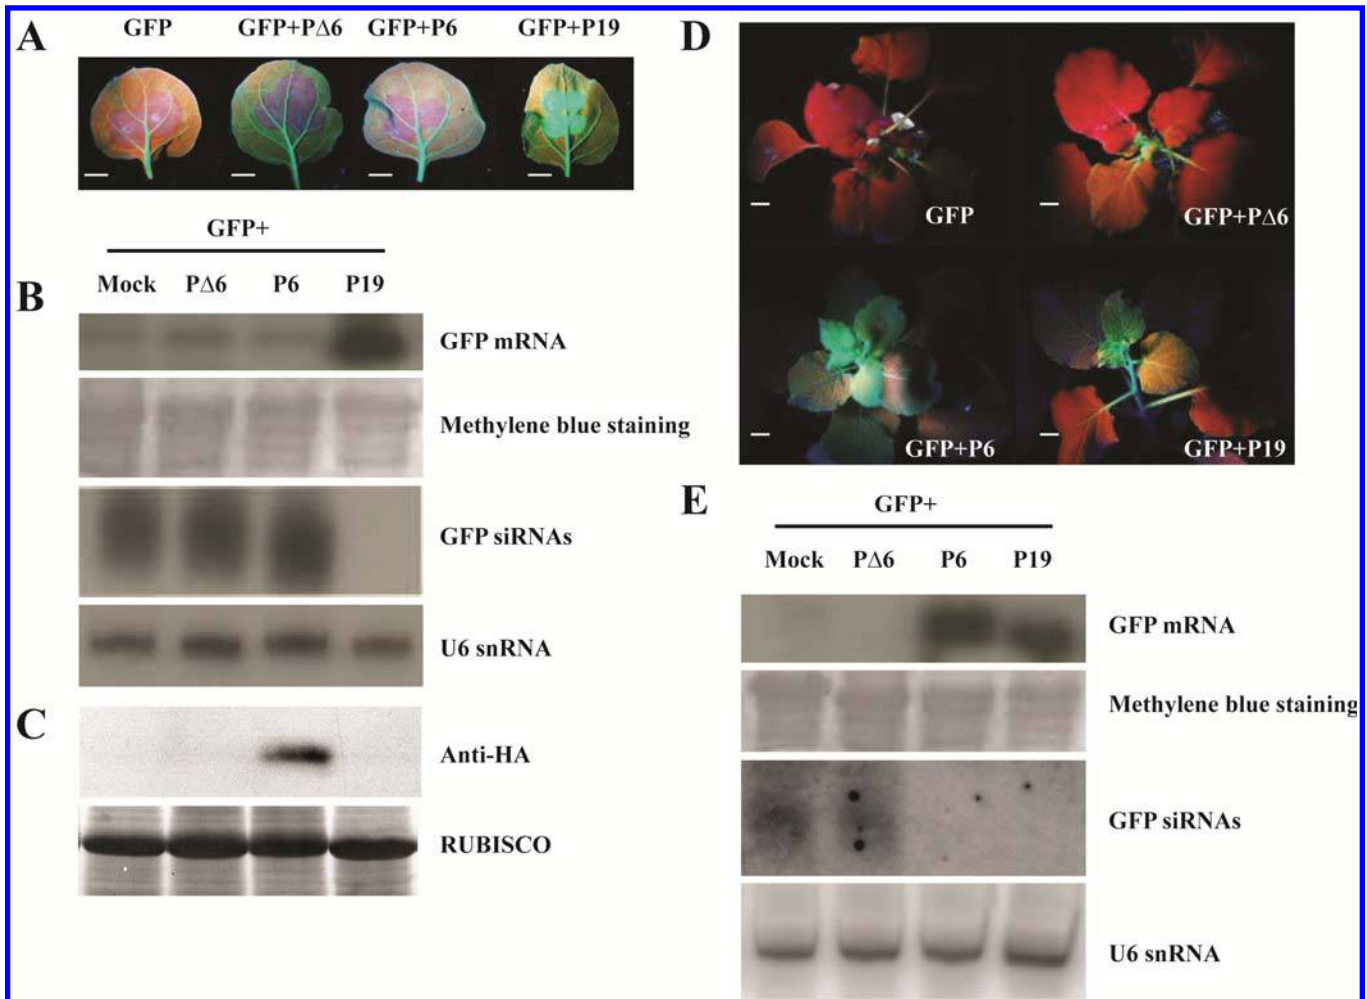 A
GFP
GFP+PΔ6
GFP+P6
GFP+P19
GFP+
Mock
PΔ6
P6
P19
B
GFP mRNA
Methylene blue staining
GFP siRNAs
U6 snRNA
C
Anti-HA
RUBISCO
D
GFP
GFP+PΔ6
GFP+P6
GFP+P19
E
GFP+
Mock
PΔ6
P6
P19
GFP mRNA
Methylene blue staining
GFP siRNAs
U6 snRNA